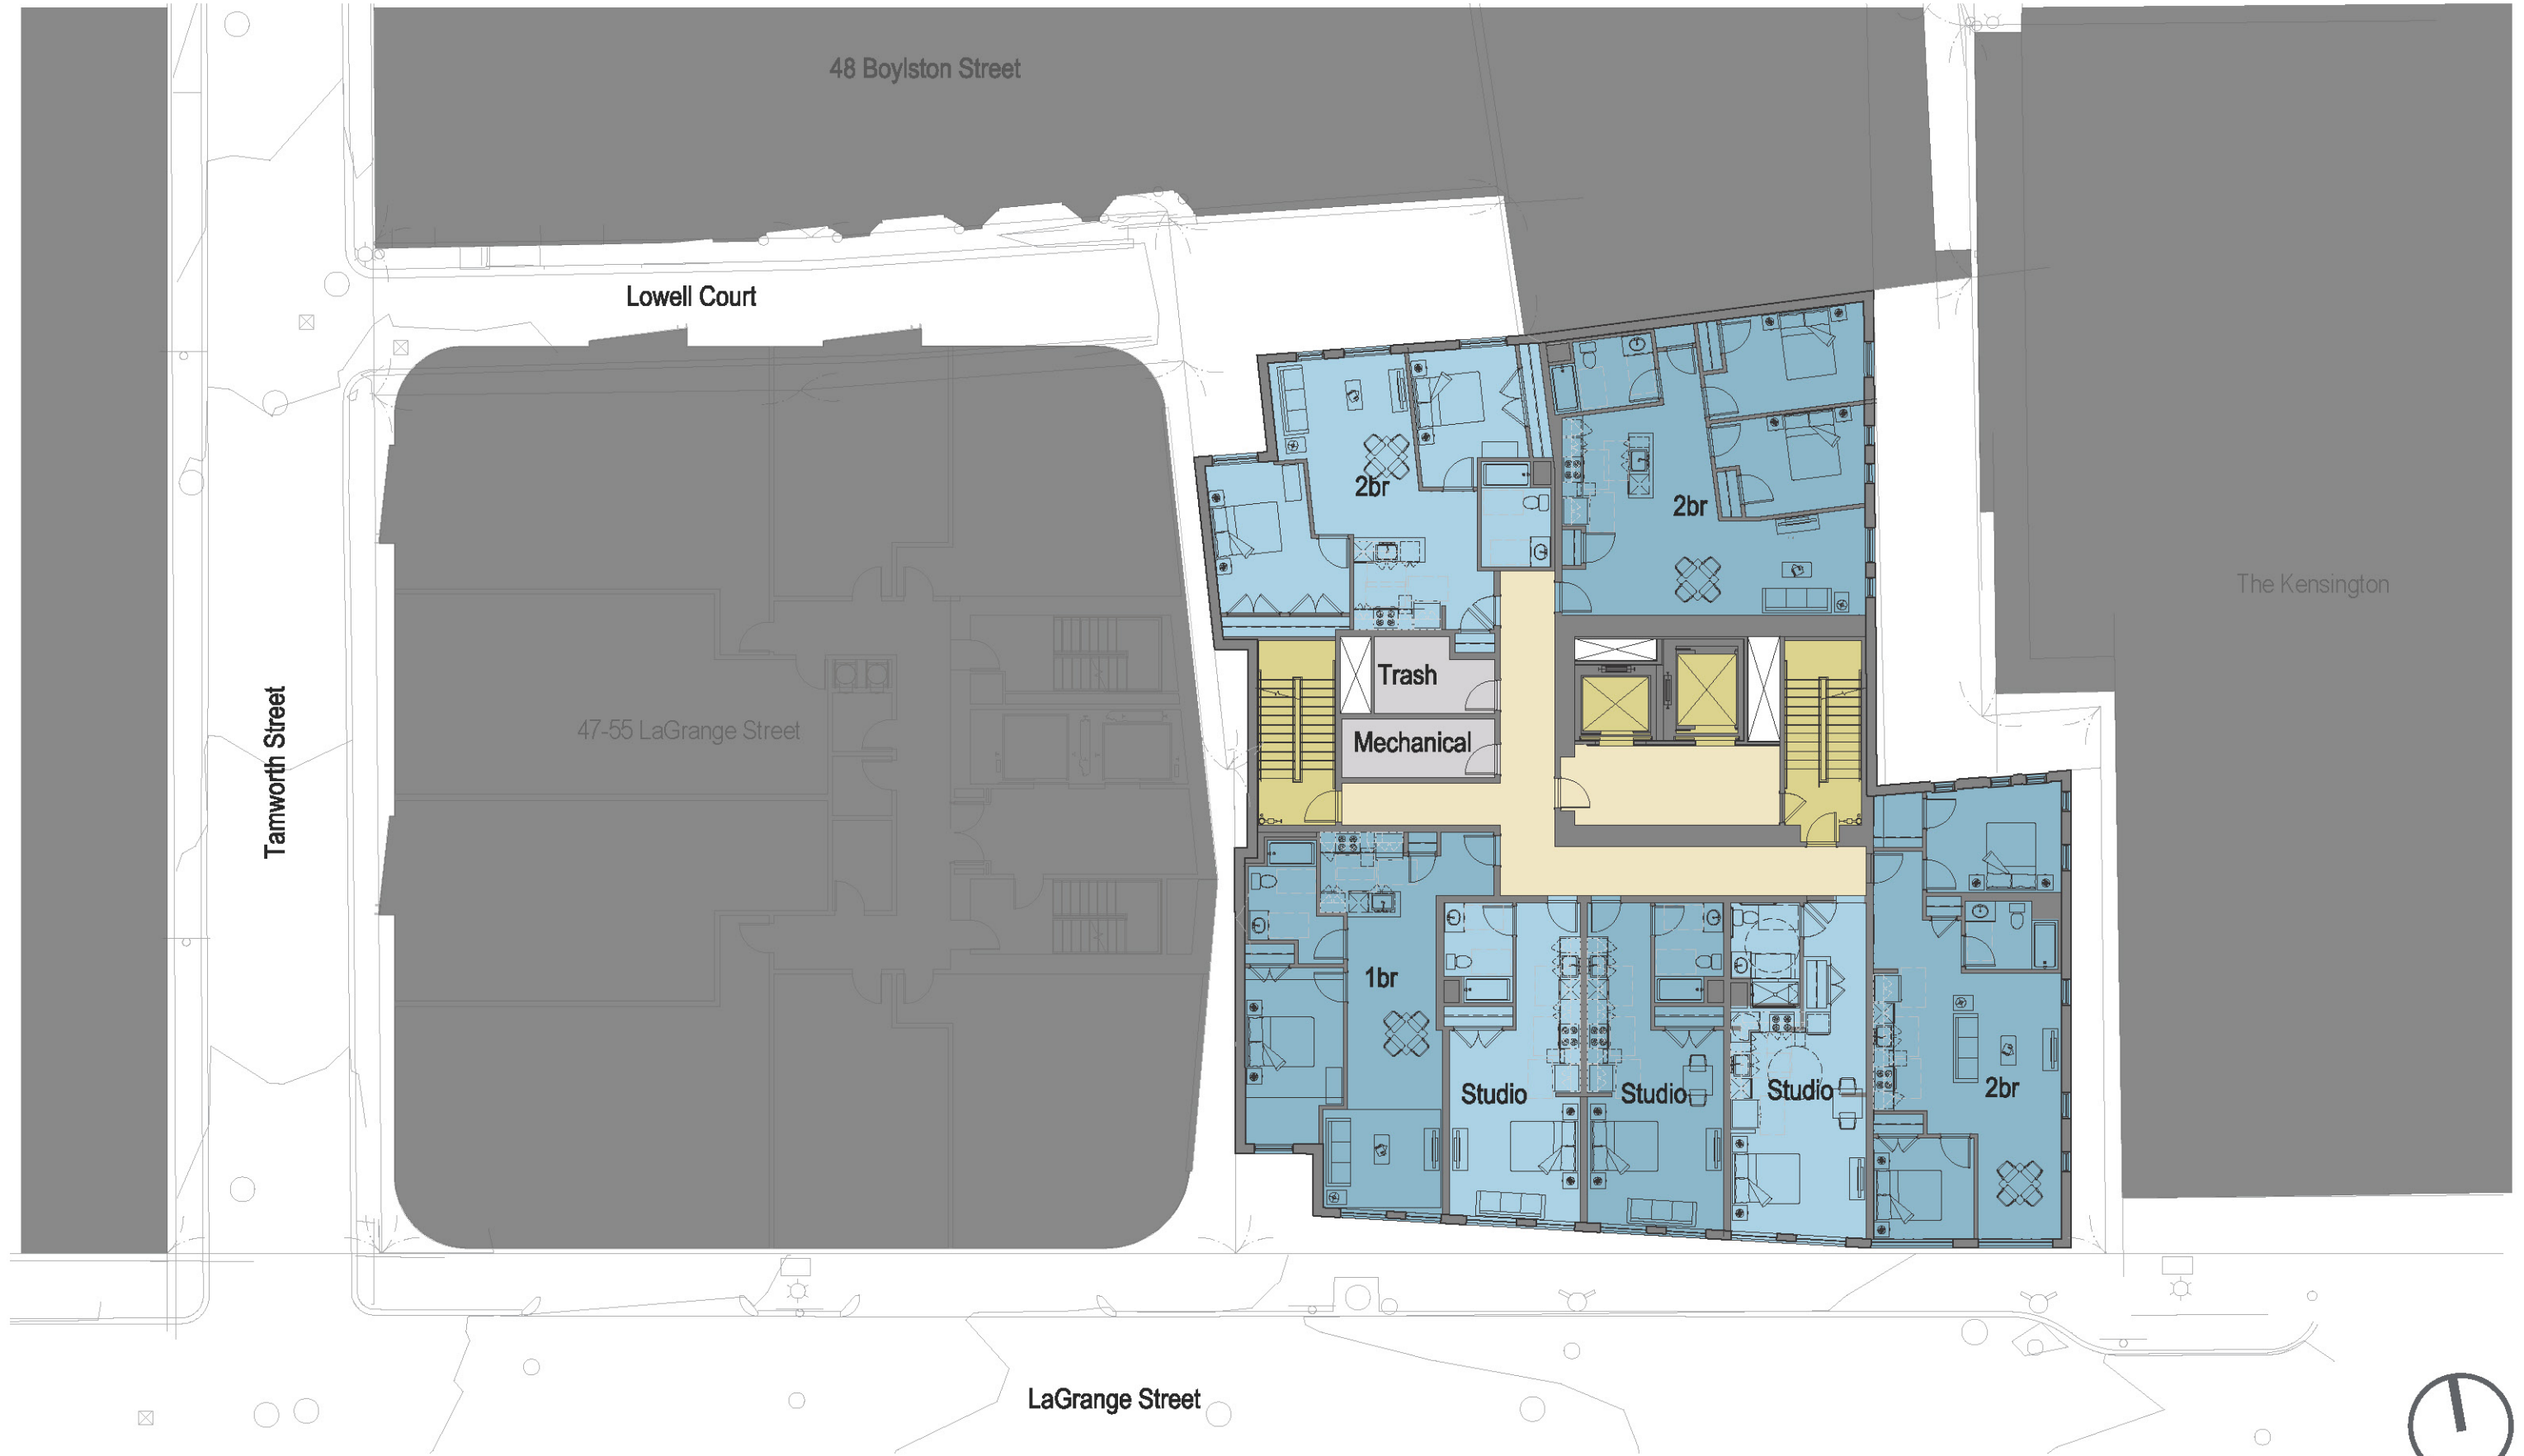 48 Boylston Street
Lowell Court
2br
2br
The Kensington
Trash
47-55 LaGrange Street
Mechanical
Tamworth Street
1br
Studio
Studio
Studio
2br
LaGrange Street